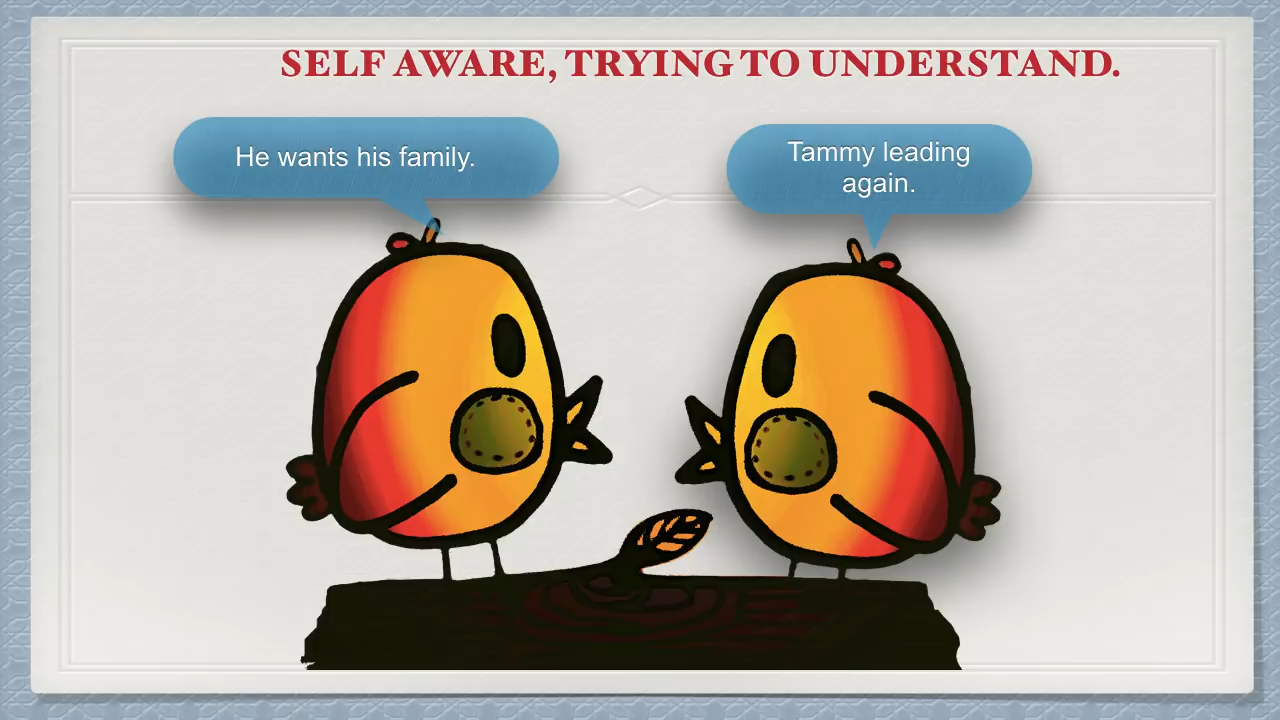 SELF AWARE, TRYING TO UNDERSTAND.
He wants his family.
Tammy leading
again.